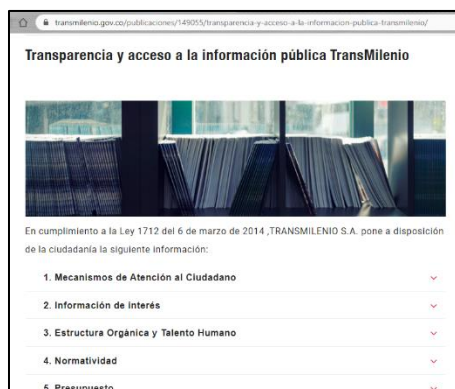 transmilenio.gov.co/publicaciones/149055/transparencia-y-acceso-a-la-informacion-publica-transmilenio/
Transparencia y acceso a la información pública TransMilenio
En cumplimiento a la Ley 1712 del 6 de marzo de 2014 ,TRANSMILENIO S.A. pone a disposición
de la ciudadanía la siguiente información:
1. Mecanismos de Atención al Ciudadano
2. Información de interés
3. Estructura Orgánica y Talento Humano
4. Normatividad
5. Presupuesto